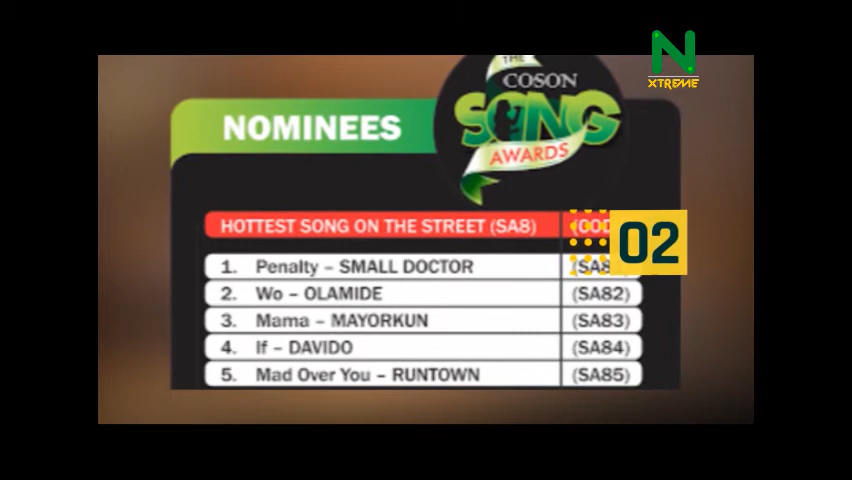 N
XTREME
THE
COSON
SONG
AWARDS
NOMINEES
HOTTEST SONG ON THE STREET (SA8)
02
1. Penalty – SMALL DOCTOR
2. Wo – OLAMIDE (SA82)
3. Mama – MAYORKUN (SA83)
4. If – DAVIDO (SA84)
5. Mad Over You – RUNTOWN (SA85)